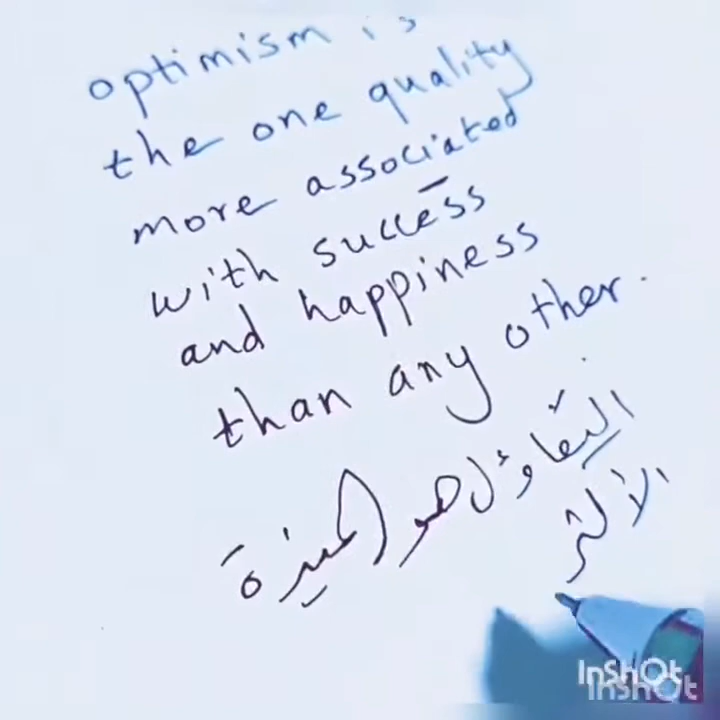 optimism is
the one quality
more associated
with success
and happiness
than any other.
التفاؤل هو الميزة
الأكثر
InShOt
InShOt